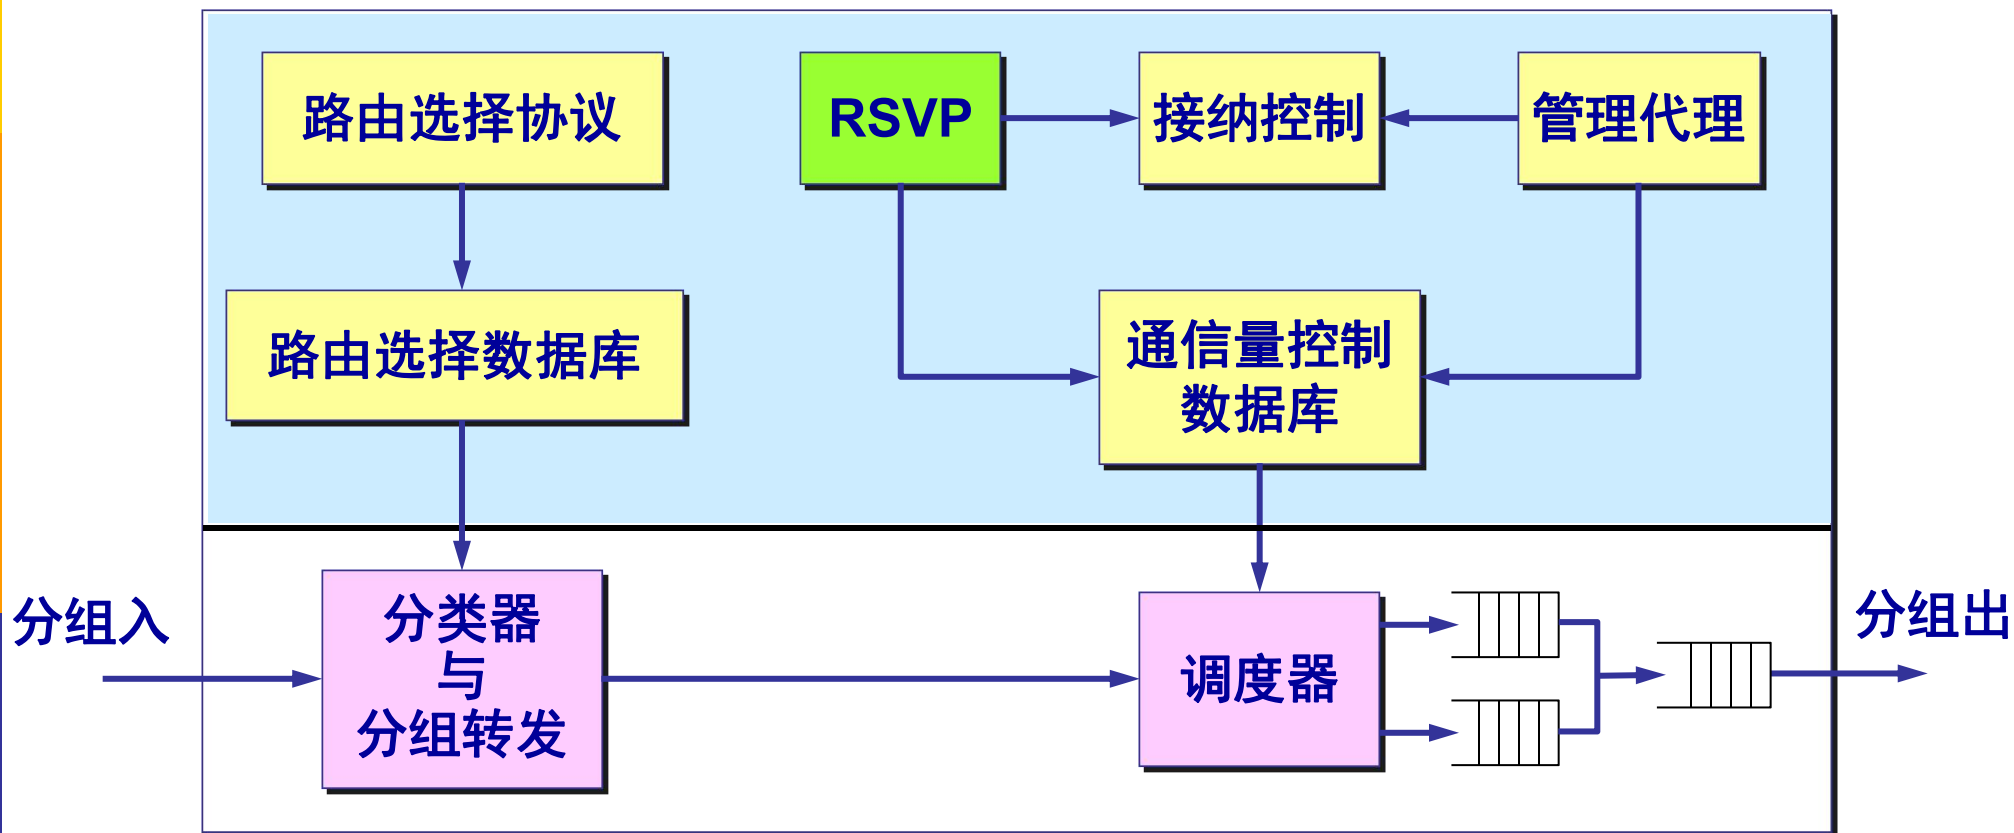 路由选择协议
RSVP
接纳控制
管理代理
路由选择数据库
通信量控制
数据库
分组入
分类器
与
分组转发
调度器
分组出